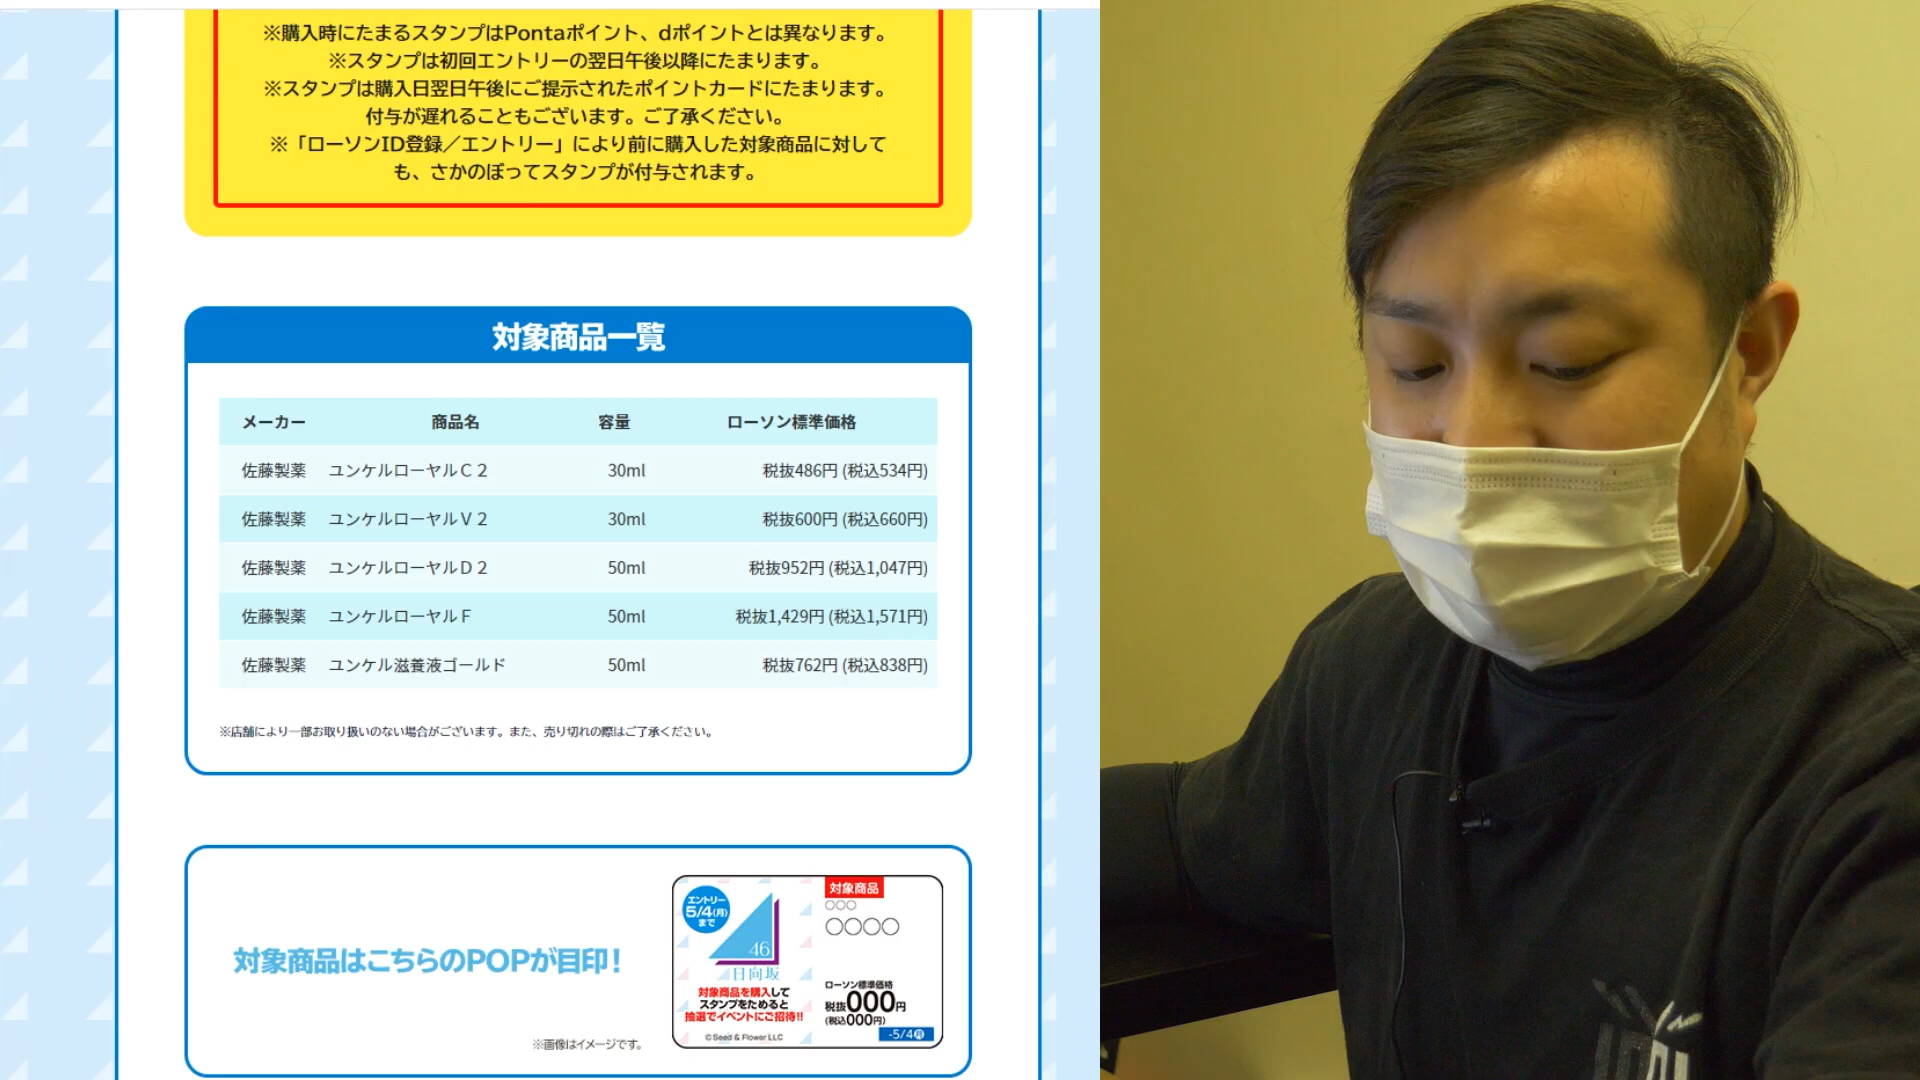 ※購入時にたまるスタンプはPontaポイント、dポイントとは異なります。
※スタンプは初回エントリーの翌日午後以降にたまります。
※スタンプは購入日翌日午後にご提示されたポイントカードにたまります。
付与が遅れることもございます。ご了承ください。
※「ローソンID登録／エントリー」により前に購入した対象商品に対して
も、さかのぼってスタンプが付与されます。
対象商品一覧
メーカー 商品名 容量 ローソン標準価格
佐藤製薬 ユンケルローヤルＣ２ 30ml 税抜486円 (税込534円)
佐藤製薬 ユンケルローヤルＶ２ 30ml 税抜600円 (税込660円)
佐藤製薬 ユンケルローヤルＤ２ 50ml 税抜952円 (税込1,047円)
佐藤製薬 ユンケルローヤルＦ 50ml 税抜1,429円 (税込1,571円)
佐藤製薬 ユンケル滋養液ゴールド 50ml 税抜762円 (税込838円)
※店舗により一部お取り扱いのない場合がございます。また、売り切れの際はご了承ください。
対象商品はこちらのPOPが目印！
※画像はイメージです。
エントリー
5/4(月)
まで
46
日向坂
対象商品を購入して
スタンプをためると
抽選でイベントにご招待!!
©Seed & Flower LLC
対象商品
○○○
○○○○
ローソン標準価格
税抜000円
(税込000円)
-5/4月